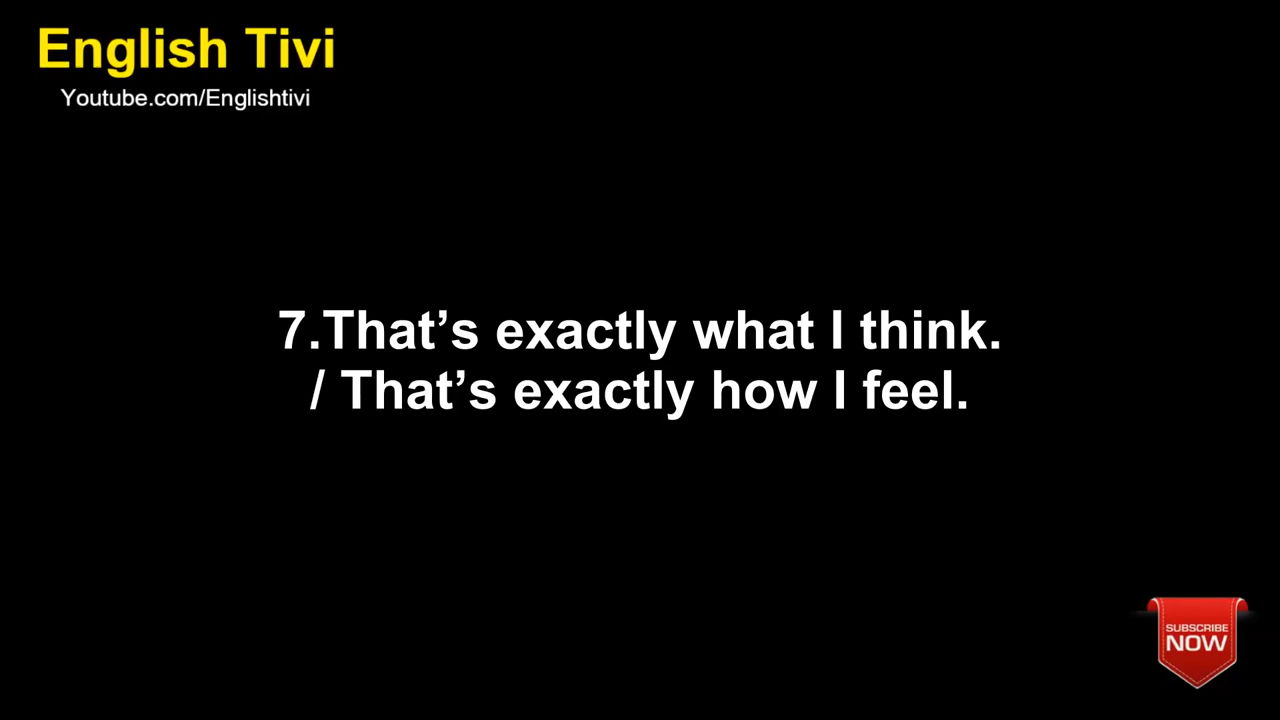 English Tivi
Youtube.com/Englishtivi
7.That’s exactly what I think.
/ That’s exactly how I feel.
SUBSCRIBE
NOW